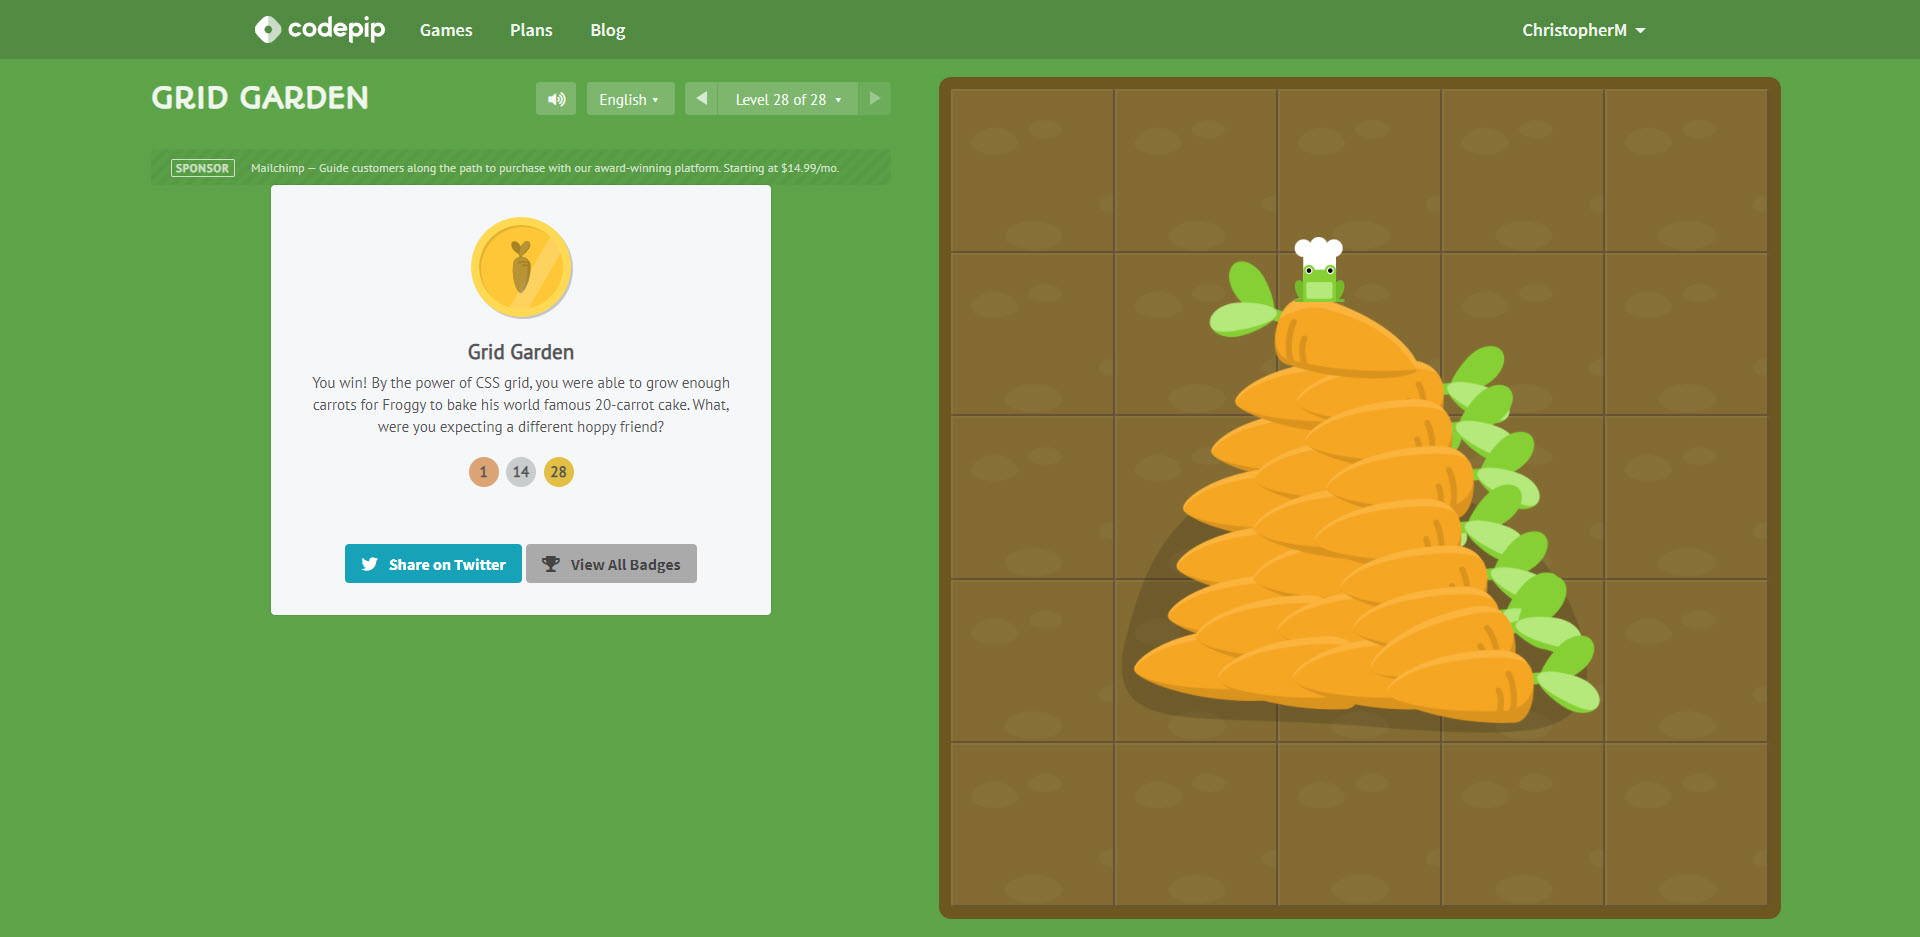 codepip Games Plans Blog ChristopherM
GRID GARDEN English Level 28 of 28
SPONSOR Mailchimp — Guide customers along the path to purchase with our award-winning platform. Starting at $14.99/mo.
Grid Garden
You win! By the power of CSS grid, you were able to grow enough
carrots for Froggy to bake his world famous 20-carrot cake. What,
were you expecting a different hoppy friend?
1 14 28
Share on Twitter View All Badges